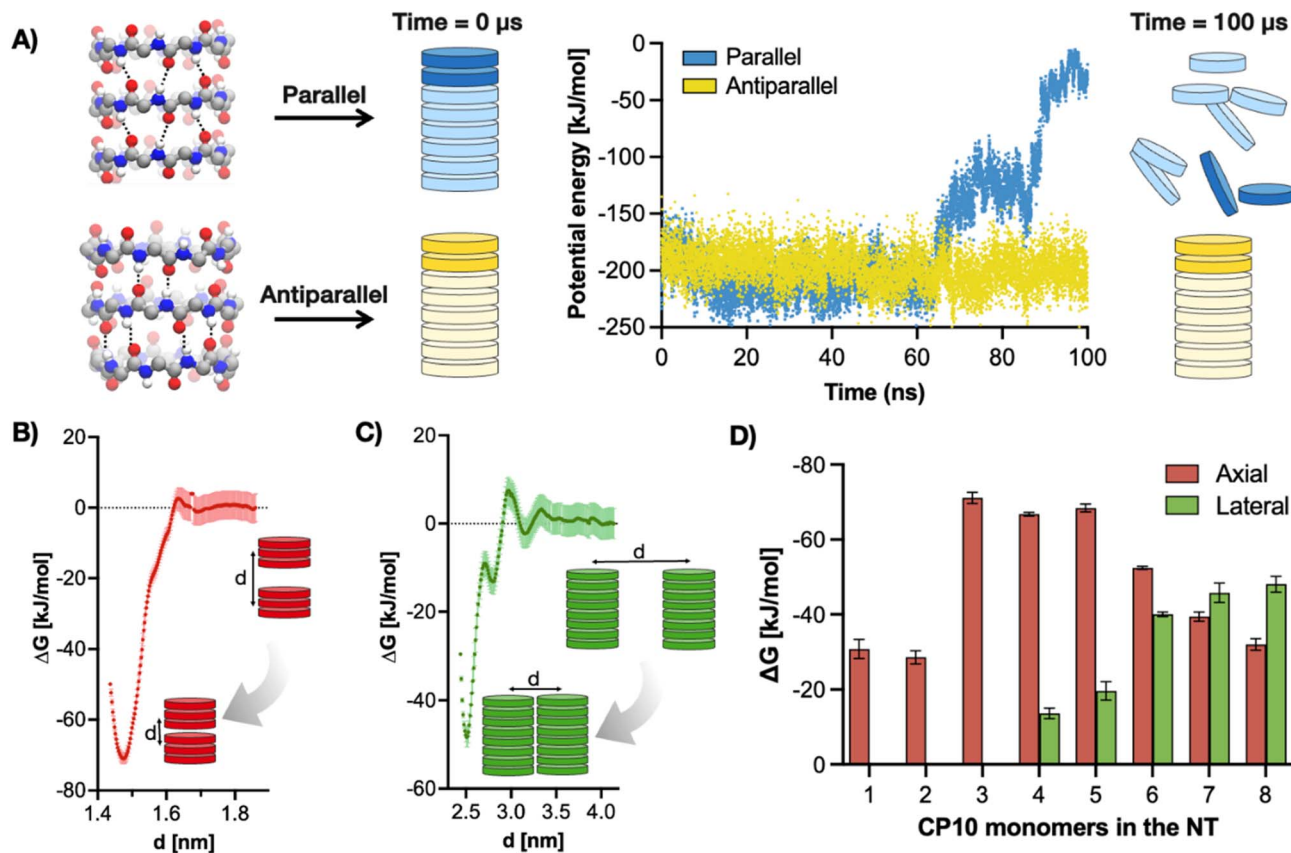 A)
Parallel
Antiparallel
Time = 0 µs
Potential energy [kJ/mol]
0
-50
-100
-150
-200
-250
Parallel
Antiparallel
0 20 40 60 80 100
Time (ns)
Time = 100 µs
B)
ΔG [kJ/mol]
20
0
-20
-40
-60
-80
d
d
1.4 1.6 1.8
d [nm]
C)
ΔG [kJ/mol]
20
0
-20
-40
-60
d
d
2.5 3.0 3.5 4.0
d [nm]
D)
ΔG [kJ/mol]
-80
-60
-40
-20
0
Axial
Lateral
1 2 3 4 5 6 7 8
CP10 monomers in the NT